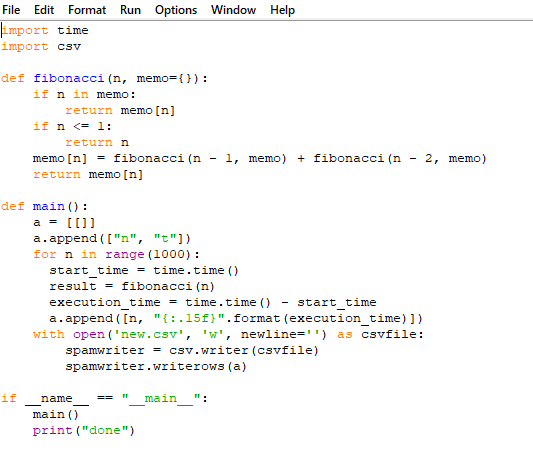 File Edit Format Run Options Window Help
import time
import csv

def fibonacci(n, memo={}):
    if n in memo:
        return memo[n]
    if n <= 1:
        return n
    memo[n] = fibonacci(n - 1, memo) + fibonacci(n - 2, memo)
    return memo[n]

def main():
    a = [[]]
    a.append(["n", "t"])
    for n in range(1000):
      start_time = time.time()
      result = fibonacci(n)
      execution_time = time.time() - start_time
      a.append([n, "{:.15f}".format(execution_time)])
    with open('new.csv', 'w', newline='') as csvfile:
        spamwriter = csv.writer(csvfile)
        spamwriter.writerows(a)

if __name__ == "__main__":
    main()
    print("done")